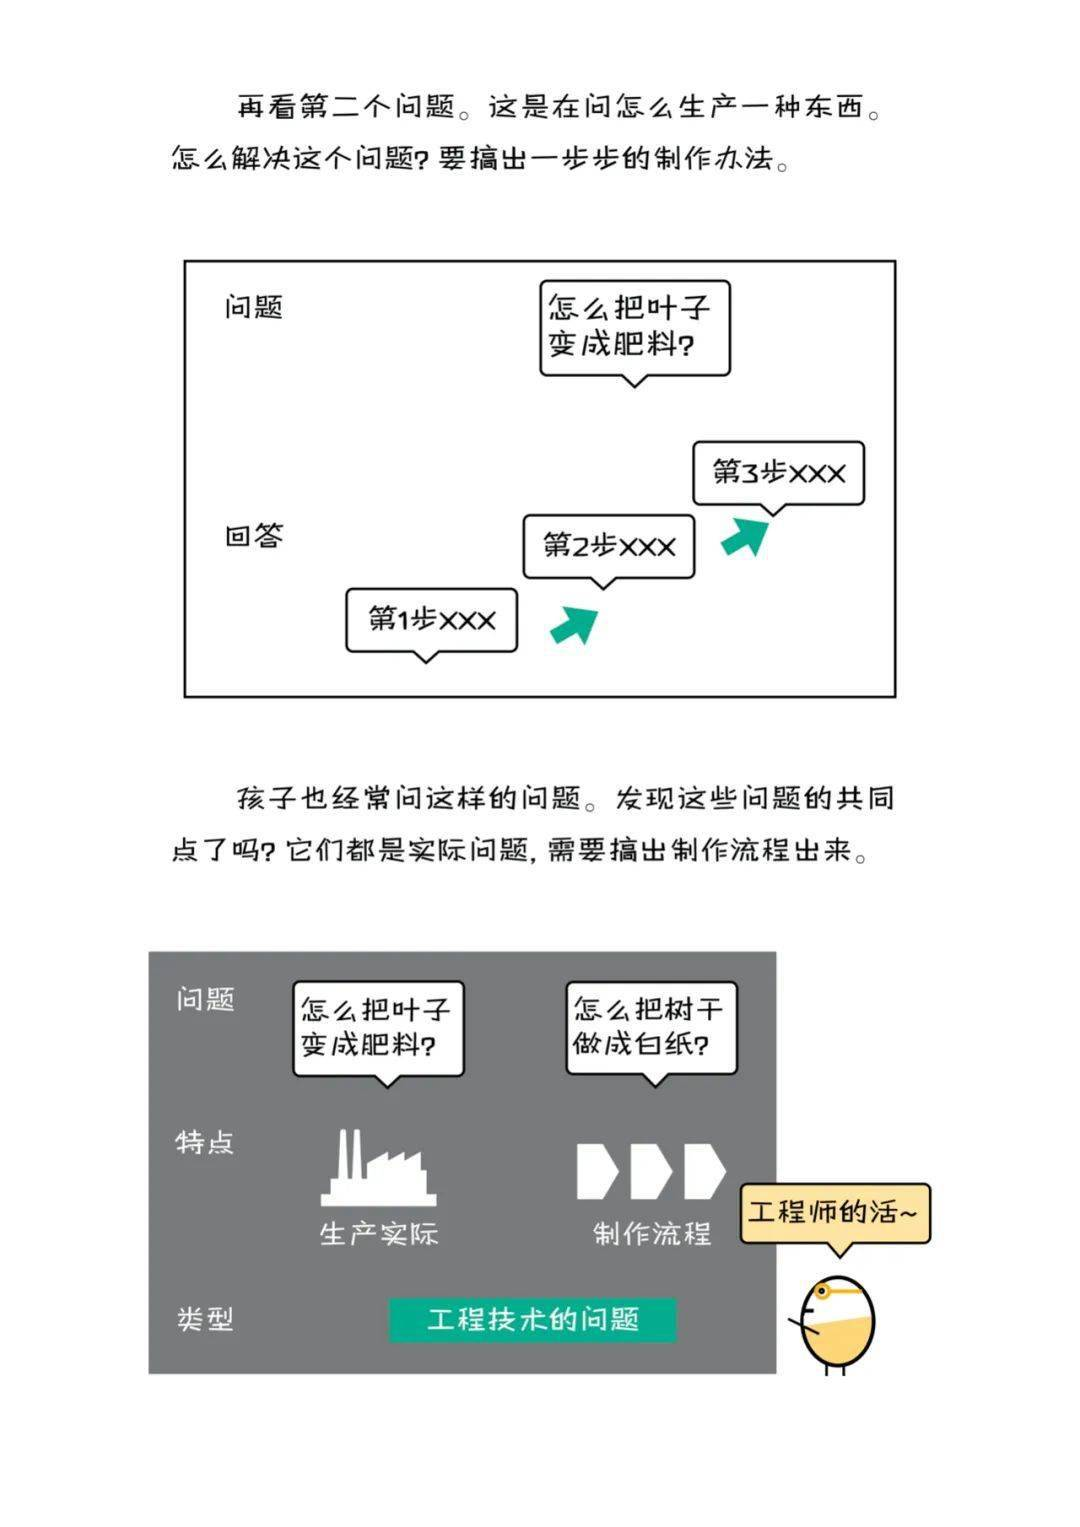 再看第二个问题。这是在问怎么生产一种东西。
怎么解决这个问题?要搞出一步步的制作办法。
问题
怎么把叶子
变成肥料?
第3步XXX
回答
第2步XXX
第1步XXX
孩子也经常问这样的问题。发现这些问题的共同
点了吗?它们都是实际问题,需要搞出制作流程出来。
问题
怎么把叶子
变成肥料?
怎么把树干
做成白纸?
特点
生产实际
制作流程
工程师的活~
类型
工程技术的问题